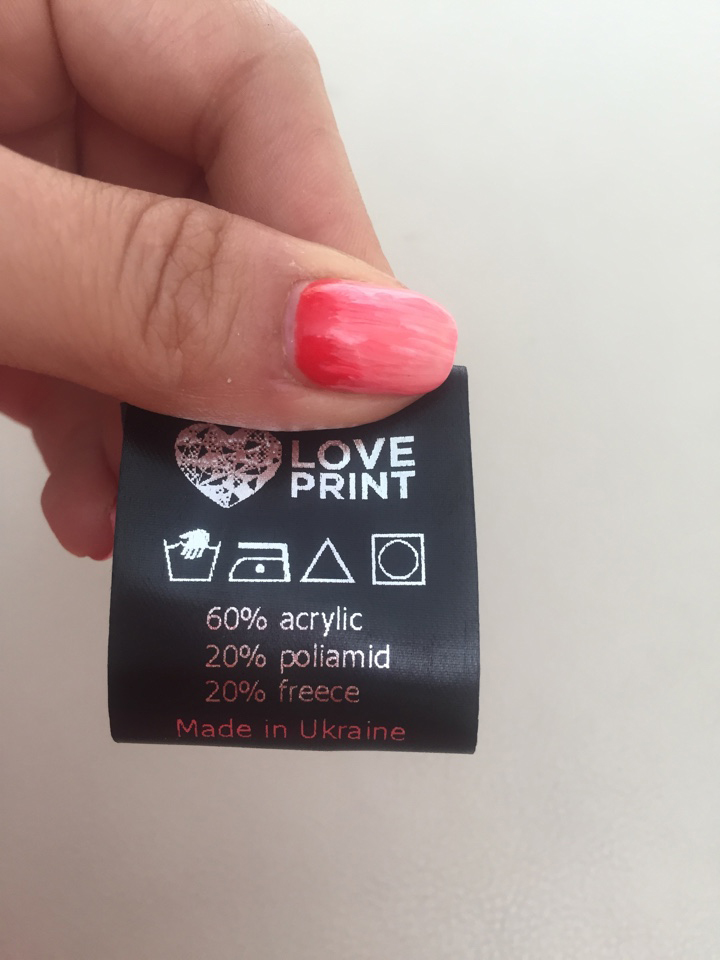 LOVE
PRINT
60% acrylic
20% poliamid
20% freece
Made in Ukraine